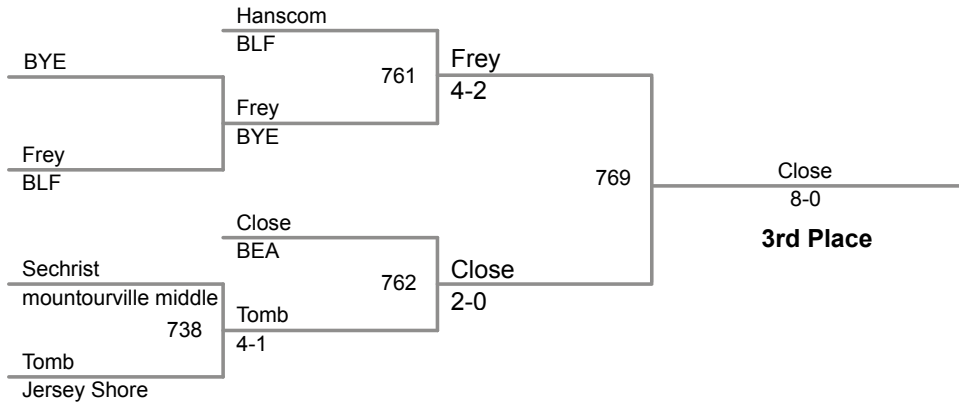 Hanscom
BLF
BYE
761
Frey
4-2
Frey
BYE
Frey
BLF
769
Close
8-0
3rd Place
Close
BEA
Sechrist
mountourville middle
762
Close
2-0
738
Tomb
4-1
Tomb
Jersey Shore